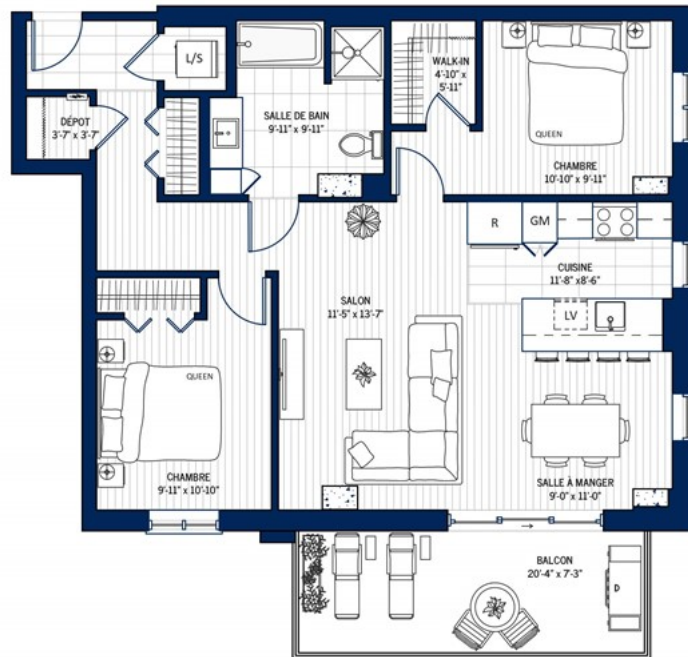 L/S
DÉPOT
3'-7" x 3'-7"
SALLE DE BAIN
9'-11" x 9'-11"
WALK-IN
4'-10" x
5'-11"
QUEEN
CHAMBRE
10'-10" x 9'-11"
R
GM
CUISINE
11'-8" x8'-6"
LV
SALON
11'-5" x 13'-7"
QUEEN
CHAMBRE
9'-11" x 10'-10"
SALLE À MANGER
9'-0" x 11'-0"
BALCON
20'-4" x 7'-3"
D